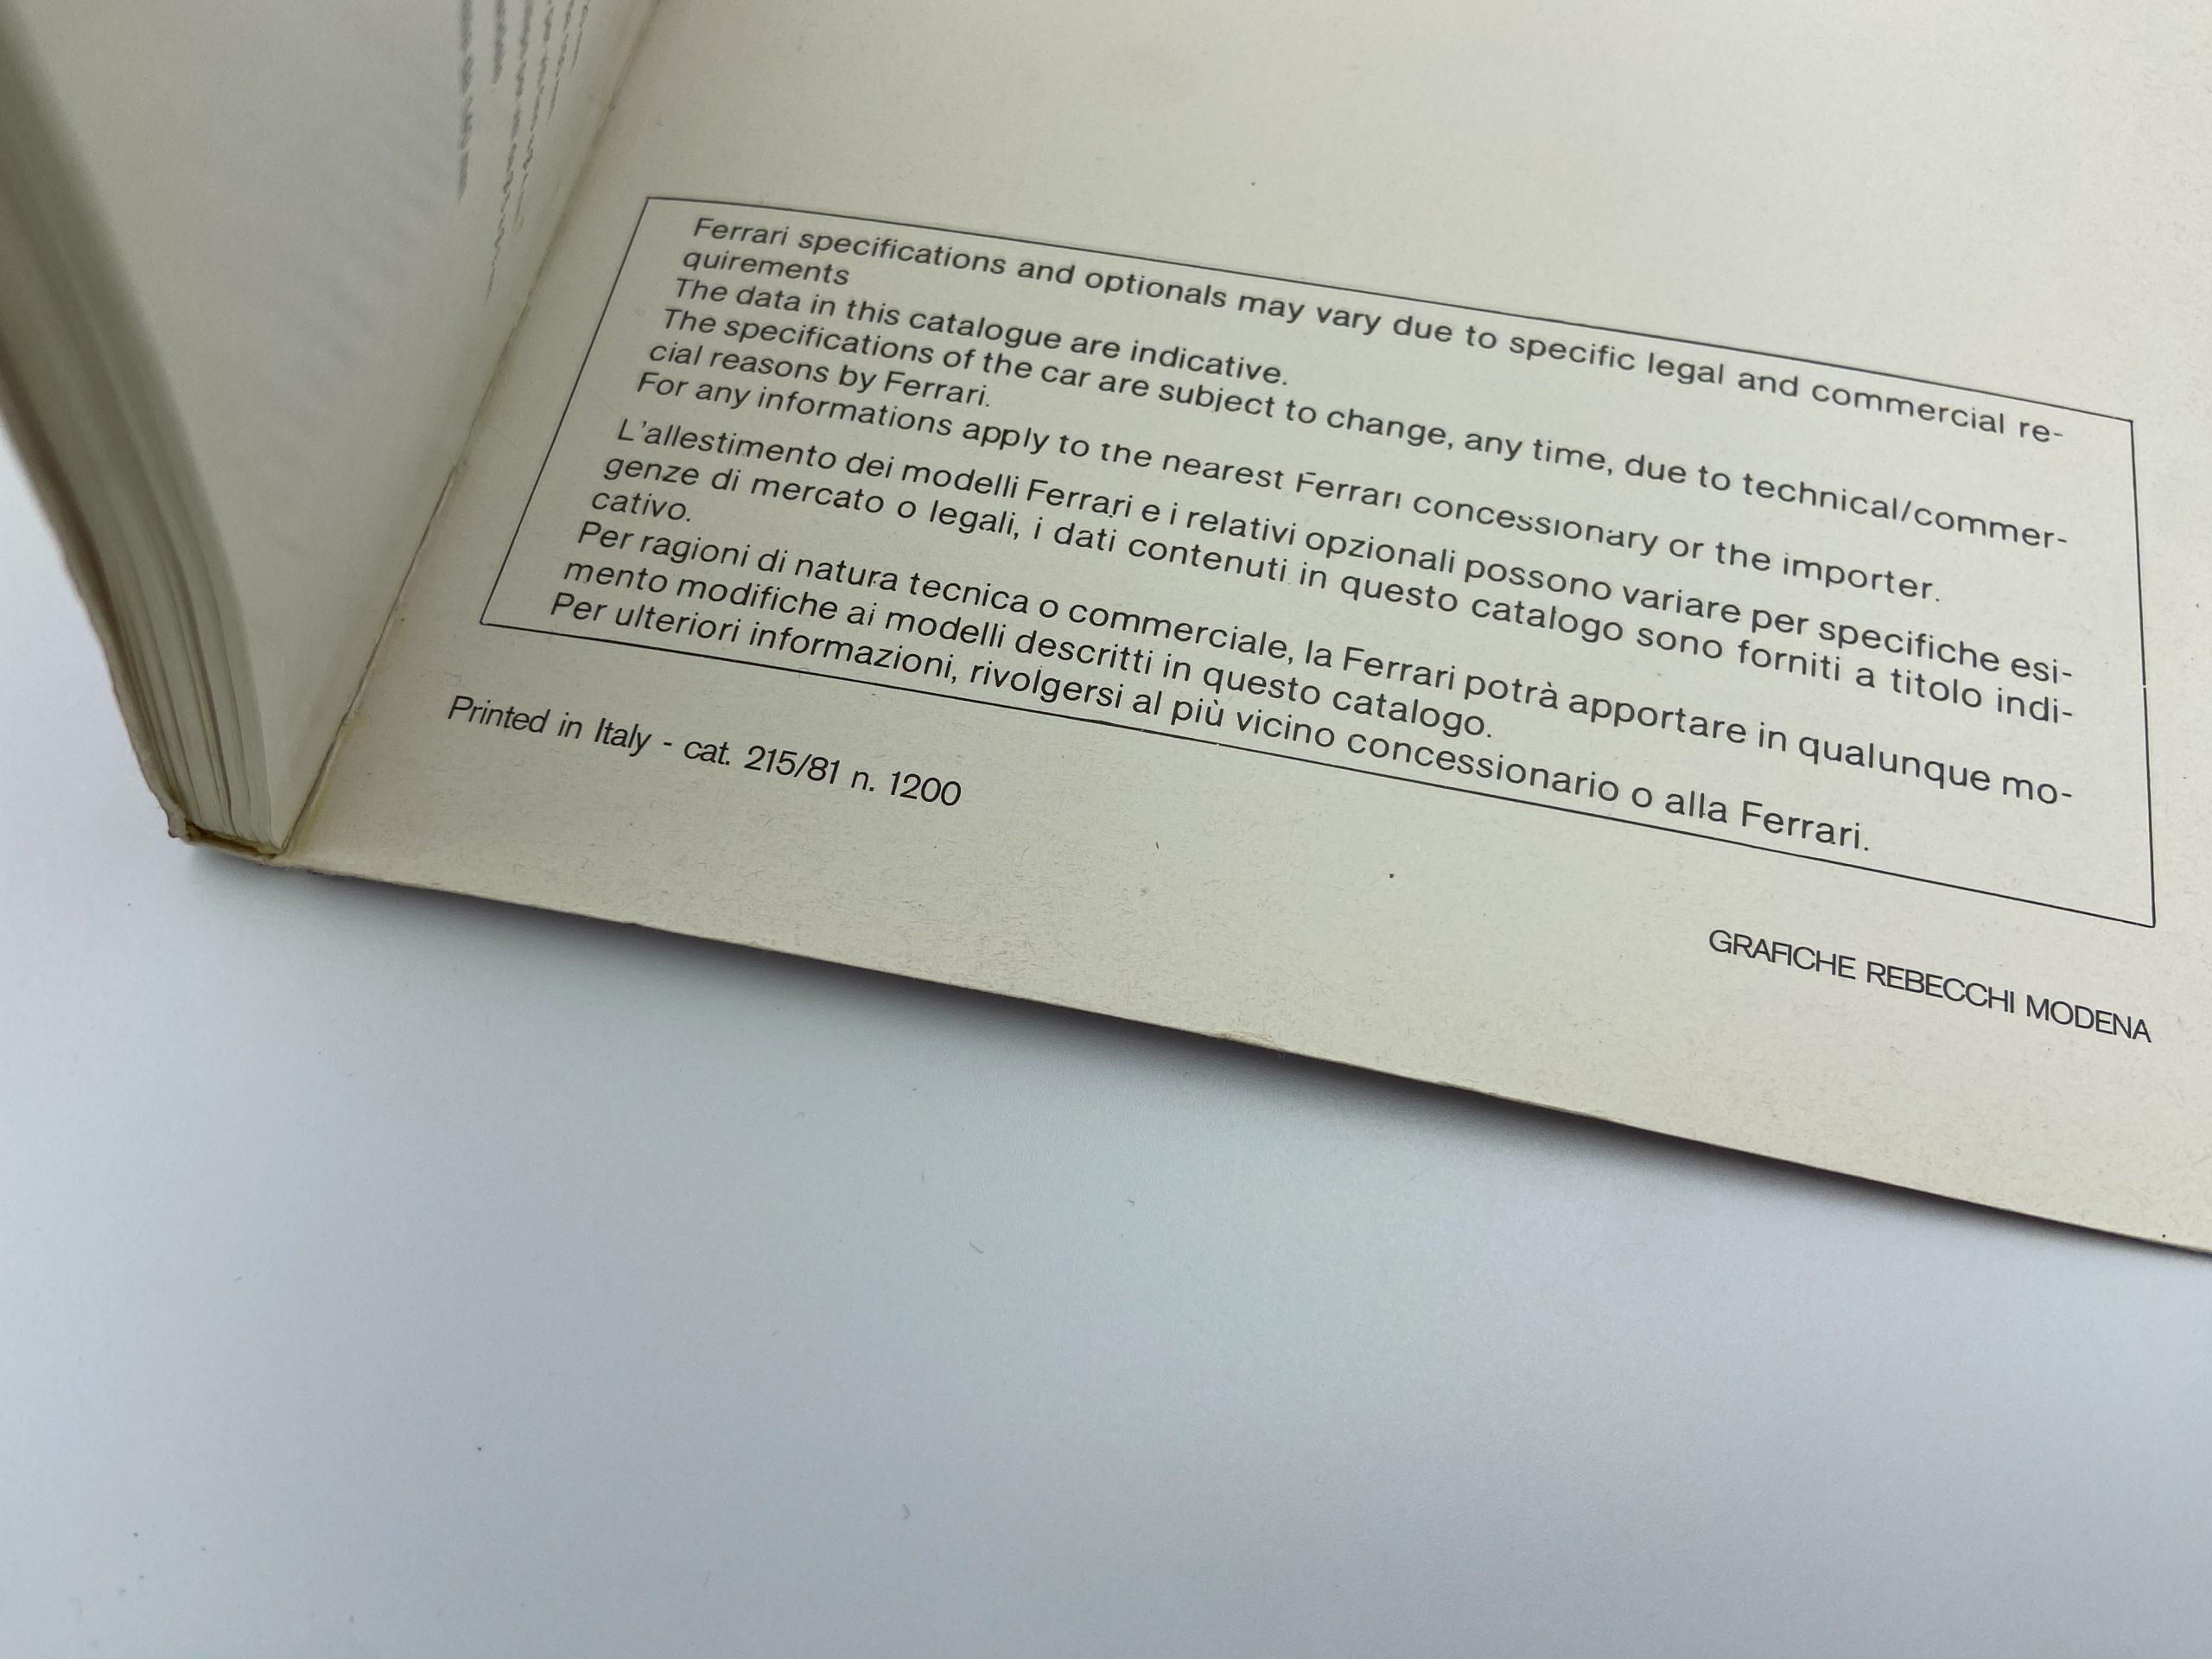 Ferrari specifications and optionals may vary due to specific legal and commercial re-
quirements
The data in this catalogue are indicative.
The specifications of the car are subject to change, any time, due to technical/commer-
cial reasons by Ferrari.
For any informations apply to the nearest Ferrari concessionary or the importer.
L'allestimento dei modelli Ferrari e i relativi opzionali possono variare per specifiche esi-
genze di mercato o legali, i dati contenuti in questo catalogo sono forniti a titolo indi-
cativo.
Per ragioni di natura tecnica o commerciale, la Ferrari potrà apportare in qualunque mo-
mento modifiche ai modelli descritti in questo catalogo.
Per ulteriori informazioni, rivolgersi al più vicino concessionario o alla Ferrari.
Printed in Italy - cat. 215/81 n. 1200
GRAFICHE REBECCHI MODENA